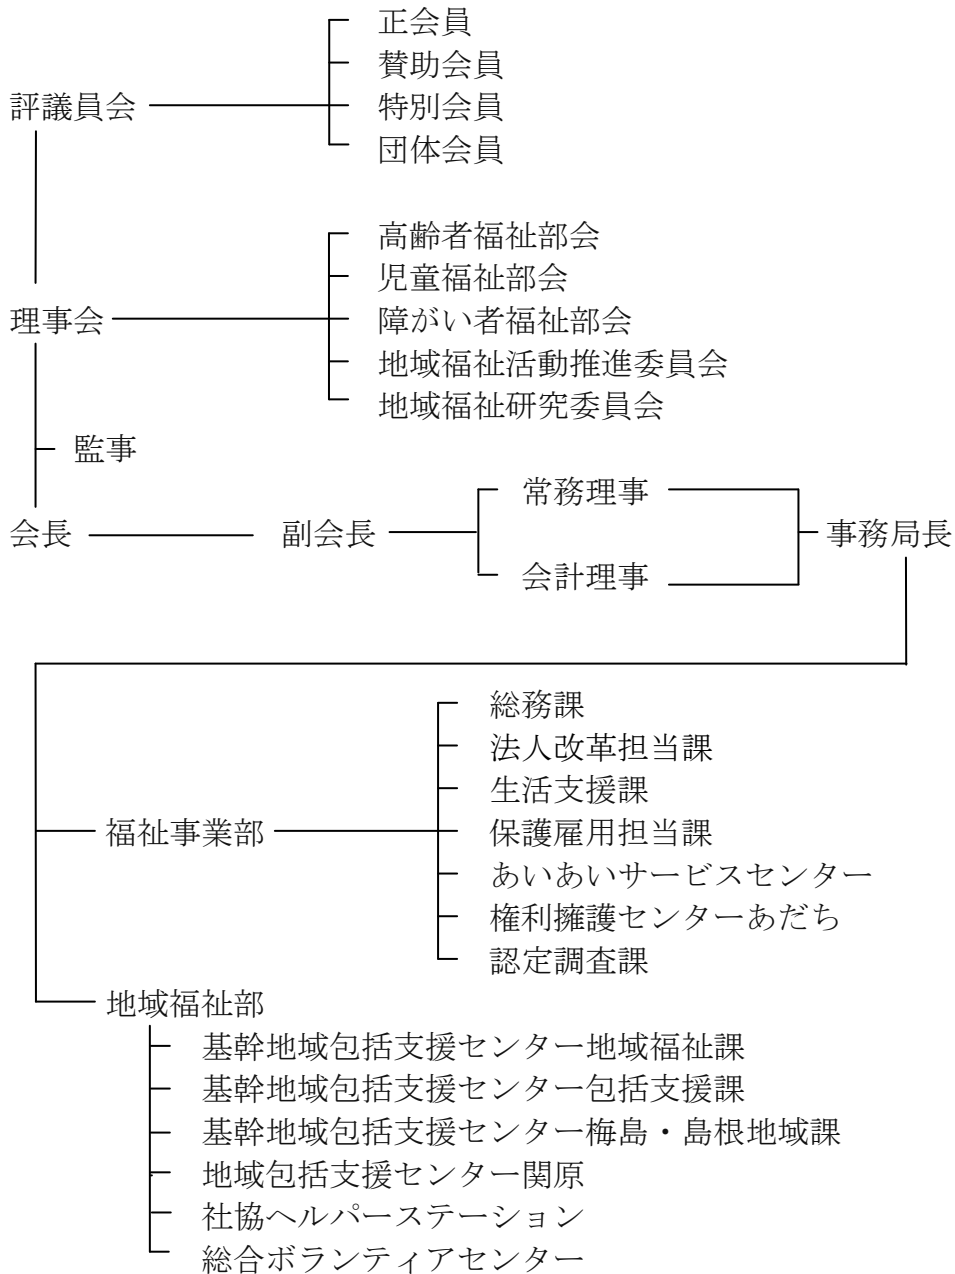 正会員
賛助会員
評議員会
特別会員
団体会員
高齢者福祉部会
児童福祉部会
理事会
障がい者福祉部会
地域福祉活動推進委員会
地域福祉研究委員会
監事
常務理事
会長
副会長
事務局長
会計理事
総務課
法人改革担当課
生活支援課
福祉事業部
保護雇用担当課
あいあいサービスセンター
権利擁護センターあだち
認定調査課
地域福祉部
基幹地域包括支援センター地域福祉課
基幹地域包括支援センター包括支援課
基幹地域包括支援センター梅島・島根地域課
地域包括支援センター関原
社協ヘルパーステーション
総合ボランティアセンター